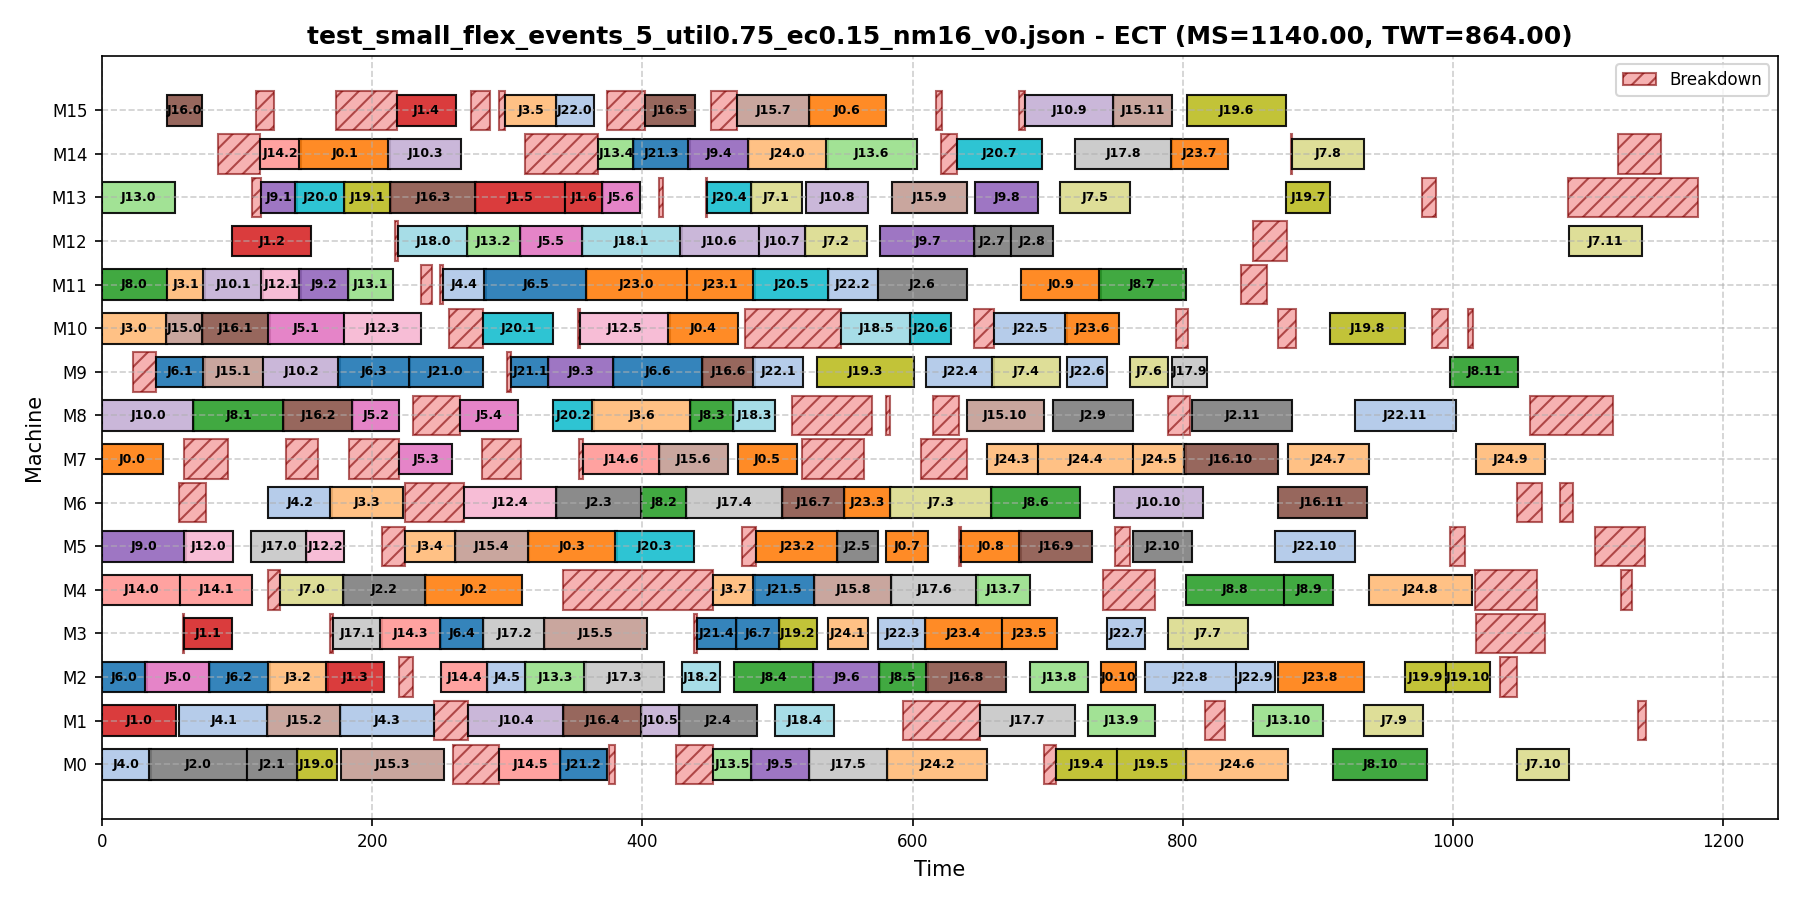 test_small_flex_events_5_util0.75_ec0.15_nm16_v0.json - ECT (MS=1140.00, TWT=864.00)
Breakdown
M15 J16.0 J1.4 J3.5 J22.0 J16.5 J15.7 J0.6 J10.9 J15.11 J19.6
M14 J14.2 J0.1 J10.3 J13.4 J21.3 J9.4 J24.0 J13.6 J20.7 J17.8 J23.7 J7.8
M13 J13.0 J9.1 J20.0 J19.1 J16.3 J1.5 J1.6 J5.6 J20.4 J7.1 J10.8 J15.9 J9.8 J7.5 J19.7
M12 J1.2 J18.0 J13.2 J5.5 J18.1 J10.6 J10.7 J7.2 J9.7 J2.7 J2.8 J7.11
M11 J8.0 J3.1 J10.1 J12.1 J9.2 J13.1 J4.4 J6.5 J23.0 J23.1 J20.5 J22.2 J2.6 J0.9 J8.7
M10 J3.0 J15.0 J16.1 J5.1 J12.3 J20.1 J12.5 J0.4 J18.5 J20.6 J22.5 J23.6 J19.8
M9 J6.1 J15.1 J10.2 J6.3 J21.0 J21.1 J9.3 J6.6 J16.6 J22.1 J19.3 J22.4 J7.4 J22.6 J7.6 J17.9 J8.11
M8 J10.0 J8.1 J16.2 J5.2 J5.4 J20.2 J3.6 J8.3 J18.3 J15.10 J2.9 J2.11 J22.11
M7 J0.0 J5.3 J14.6 J15.6 J0.5 J24.3 J24.4 J24.5 J16.10 J24.7 J24.9
M6 J4.2 J3.3 J12.4 J2.3 J8.2 J17.4 J16.7 J23.3 J7.3 J8.6 J10.10 J16.11
M5 J9.0 J12.0 J17.0 J12.2 J3.4 J15.4 J0.3 J20.3 J23.2 J2.5 J0.7 J0.8 J16.9 J2.10 J22.10
M4 J14.0 J14.1 J7.0 J2.2 J0.2 J3.7 J21.5 J15.8 J17.6 J13.7 J8.8 J8.9 J24.8
M3 J1.1 J17.1 J14.3 J6.4 J17.2 J15.5 J21.4 J6.7 J19.2 J24.1 J22.3 J23.4 J23.5 J22.7 J7.7
M2 J6.0 J5.0 J6.2 J3.2 J1.3 J14.4 J4.5 J13.3 J17.3 J18.2 J8.4 J9.6 J8.5 J16.8 J13.8 J0.10 J22.8 J22.9 J23.8 J19.9 J19.10
M1 J1.0 J4.1 J15.2 J4.3 J10.4 J16.4 J10.5 J2.4 J18.4 J17.7 J13.9 J13.10 J7.9
M0 J4.0 J2.0 J2.1 J19.0 J15.3 J14.5 J21.2 J13.5 J9.5 J17.5 J24.2 J19.4 J19.5 J24.6 J8.10 J7.10
0 200 400 600 800 1000 1200
Time
Machine